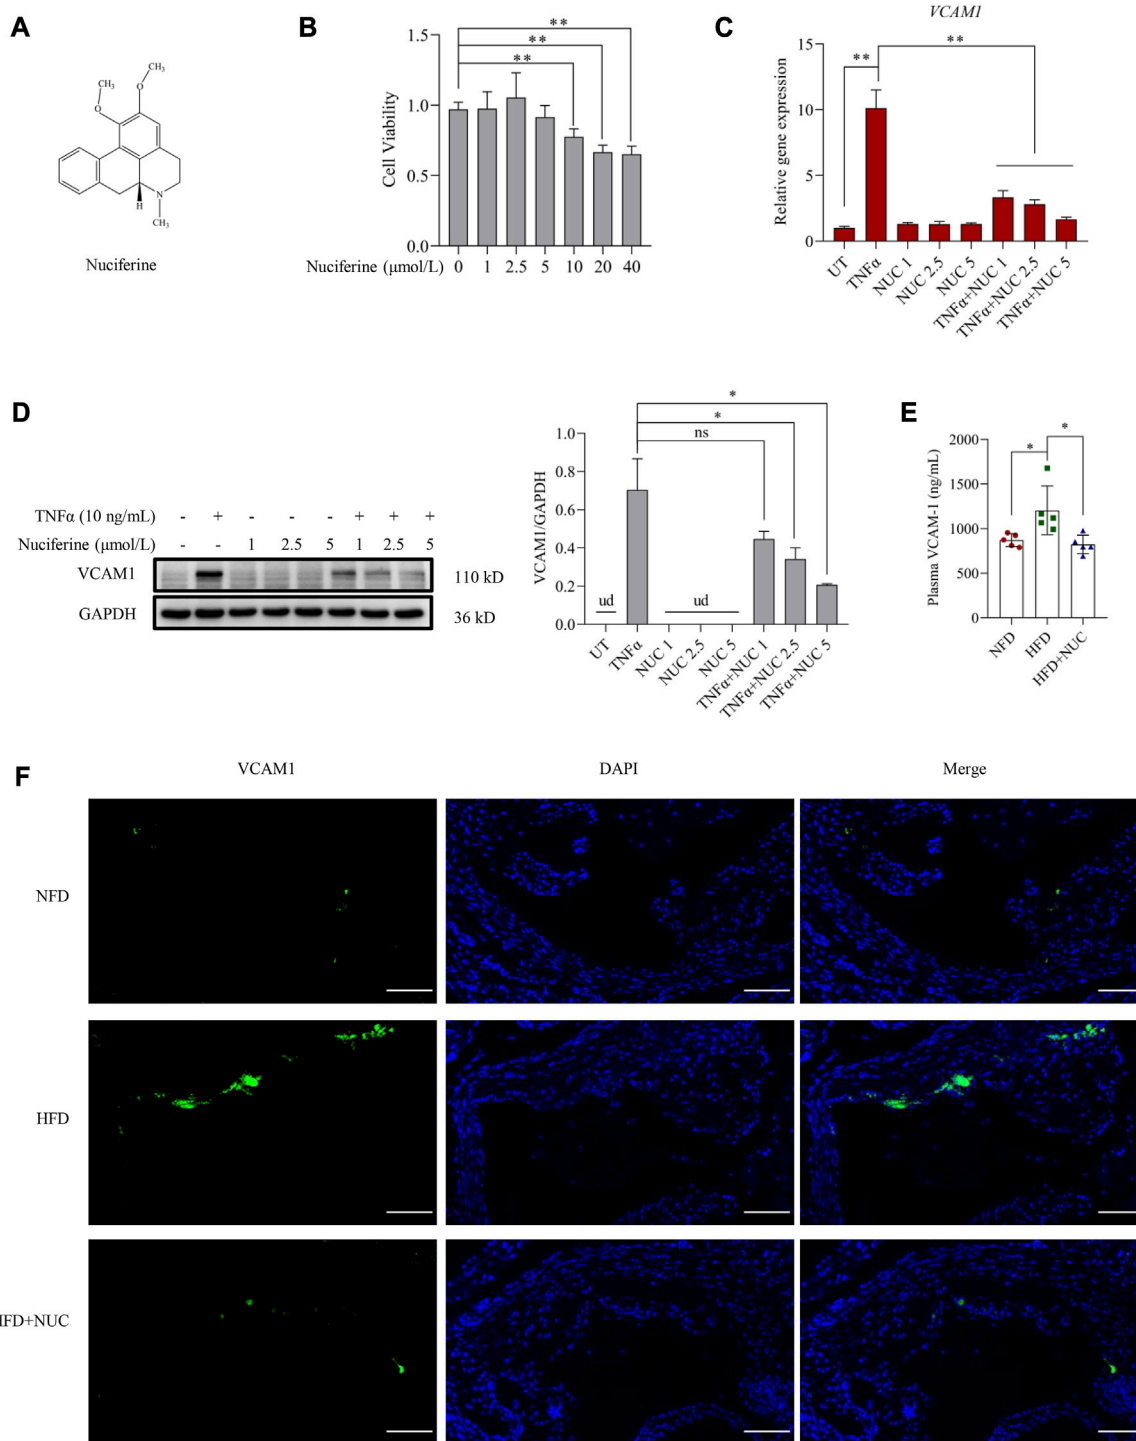 A
CH₃
CH₃
O
O
N
H
CH₃
Nuciferine
B
**
**
**
1.5
1.0
0.5
0.0
Cell Viability
Nuciferine (μmol/L) 0 1 2.5 5 10 20 40
C
VCAM1
**
**
15
10
5
0
Relative gene expression
UT
TNFα
NUC 1
NUC 2.5
NUC 5
TNFα+NUC 1
TNFα+NUC 2.5
TNFα+NUC 5
D
TNFα (10 ng/mL) - + - - - + + +
Nuciferine (μmol/L) - - 1 2.5 5 1 2.5 5
VCAM1 110 kD
GAPDH 36 kD
*
*
ns
1.0
0.8
0.6
0.4
0.2
0.0
VCAM1/GAPDH
ud
ud
UT
TNFα
NUC 1
NUC 2.5
NUC 5
TNFα+NUC 1
TNFα+NUC 2.5
TNFα+NUC 5
E
*
*
2000
1500
1000
500
0
Plasma VCAM-1 (ng/mL)
NFD
HFD
HFD+NUC
F
VCAM1 DAPI Merge
NFD
HFD
IFD+NUC